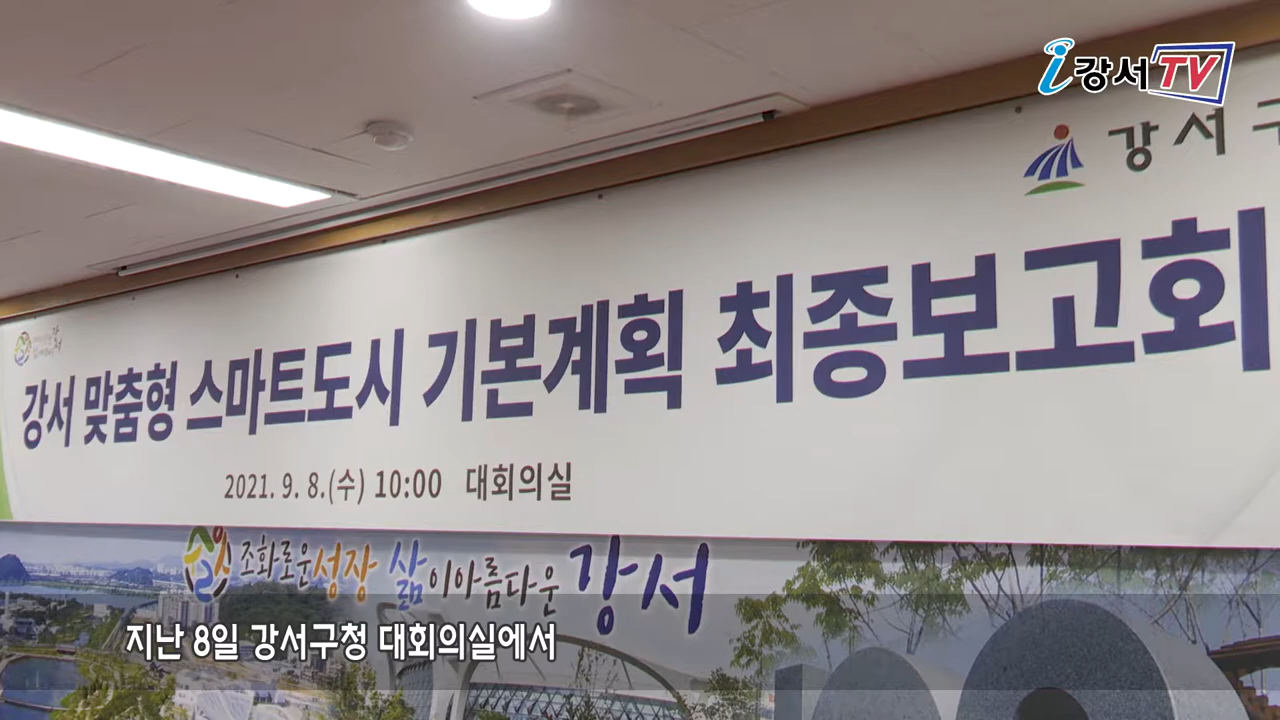 i강서TV
강서구
강서 맞춤형 스마트도시 기본계획 최종보고회
2021. 9. 8.(수) 10:00 대회의실
조화로운 성장 삶이 아름다운 강서
지난 8일 강서구청 대회의실에서